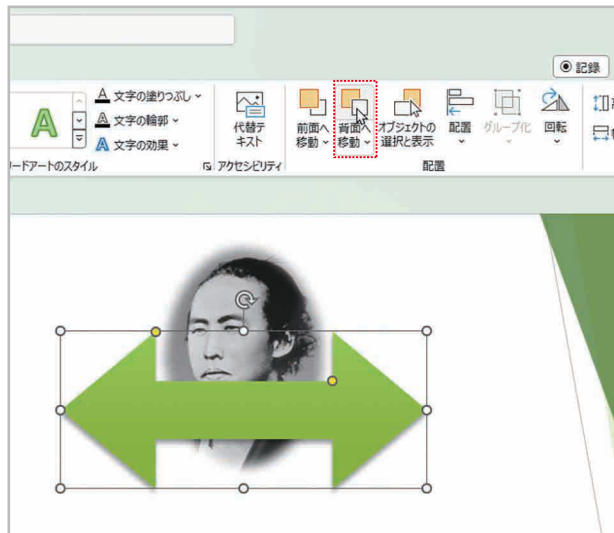 記録
A 文字の塗りつぶし
A 文字の輪郭
A 文字の効果
A
代替テ
キスト
前面へ
移動
背面へ
移動
オブジェクトの
選択と表示
配置
グループ化
回転
ードアートのスタイル
アクセシビリティ
配置